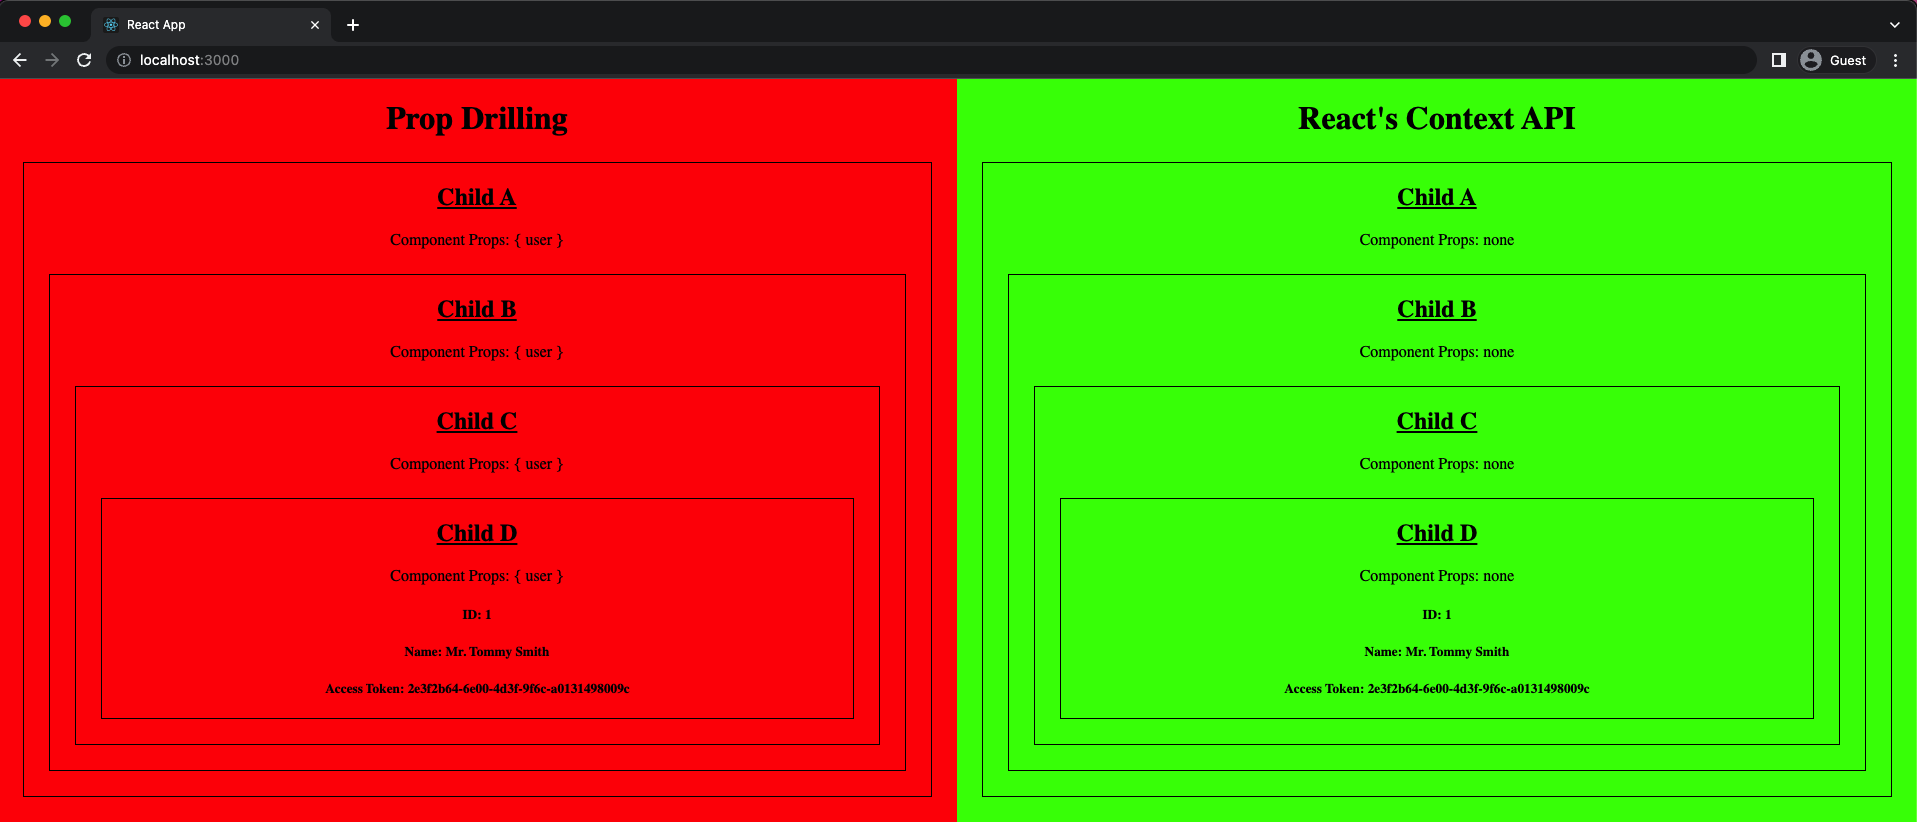 React App
localhost:3000
Guest
Prop Drilling
Child A
Component Props: { user }
Child B
Component Props: { user }
Child C
Component Props: { user }
Child D
Component Props: { user }
ID: 1
Name: Mr. Tommy Smith
Access Token: 2e3f2b64-6e00-4d3f-9f6c-a0131498009c
React's Context API
Child A
Component Props: none
Child B
Component Props: none
Child C
Component Props: none
Child D
Component Props: none
ID: 1
Name: Mr. Tommy Smith
Access Token: 2e3f2b64-6e00-4d3f-9f6c-a0131498009c